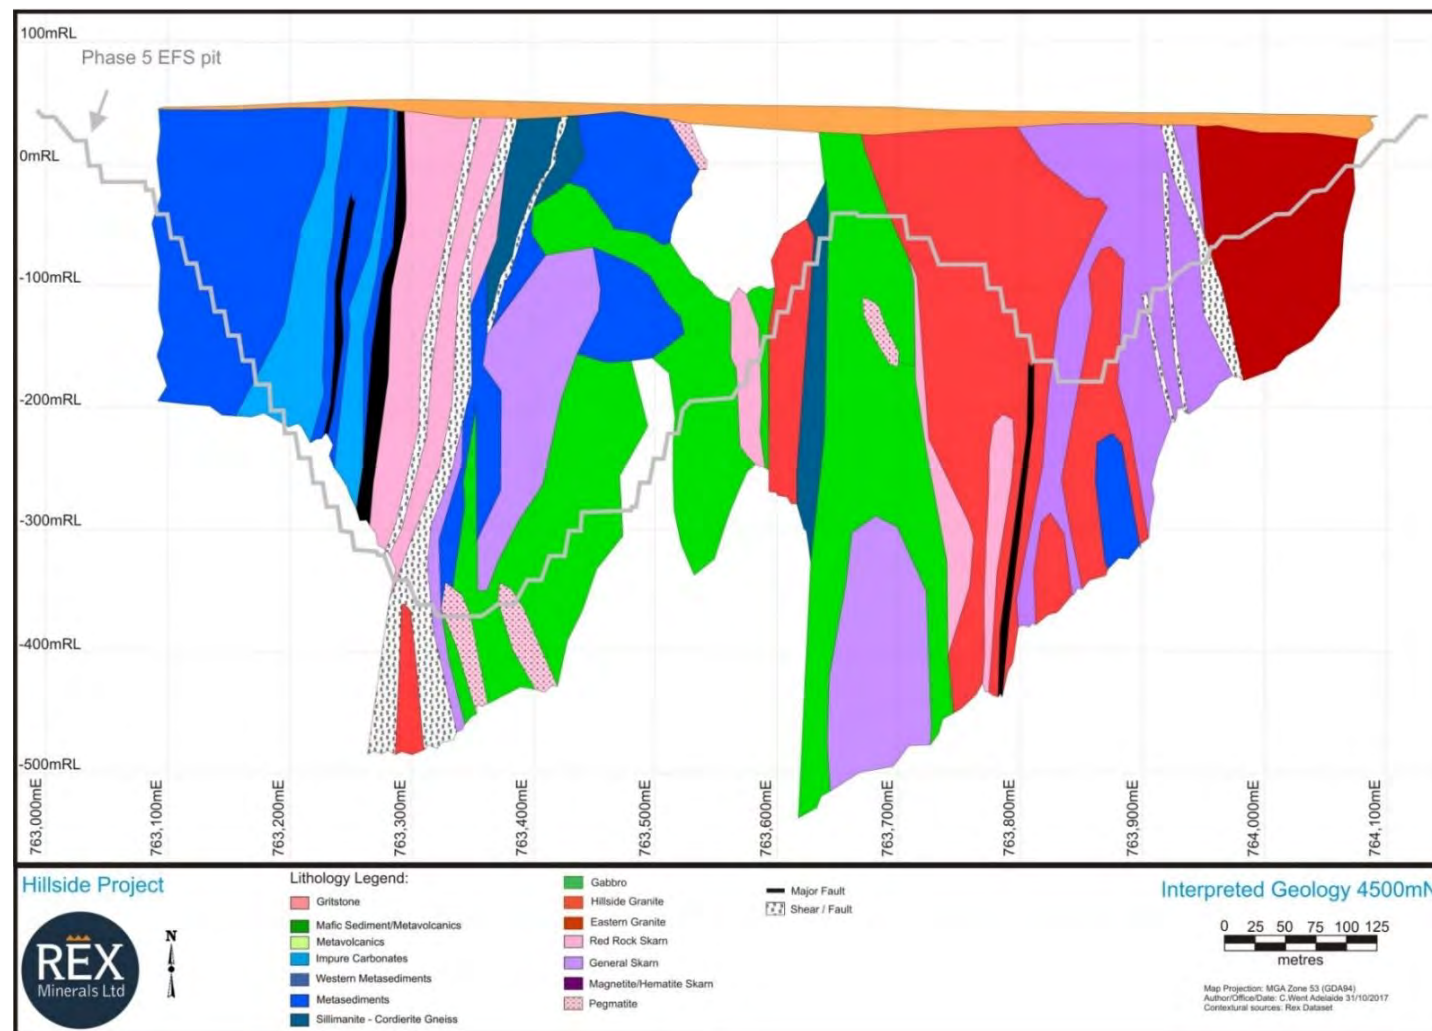 100mRL
Phase 5 EFS pit
0mRL
-100mRL
-200mRL
-300mRL
-400mRL
-500mRL
763,000mE
763,100mE
763,200mE
763,300mE
763,400mE
763,500mE
763,600mE
763,700mE
763,800mE
763,900mE
764,000mE
764,100mE
Hillside Project
REX
Minerals Ltd
N
Lithology Legend:
Gritstone
Mafic Sediment/Metavolcanics
Metavolcanics
Impure Carbonates
Western Metasediments
Metasediments
Sillimanite - Cordierite Gneiss
Gabbro
Hillside Granite
Eastern Granite
Red Rock Skarn
General Skarn
Magnetite/Hematite Skarn
Pegmatite
Major Fault
Shear / Fault
Interpreted Geology 4500mN
0 25 50 75 100 125
metres
Map Projection: MGA Zone 53 (GDA94)
Author/Office/Date: C.Went Adelaide 31/10/2017
Contextural sources: Rex Dataset